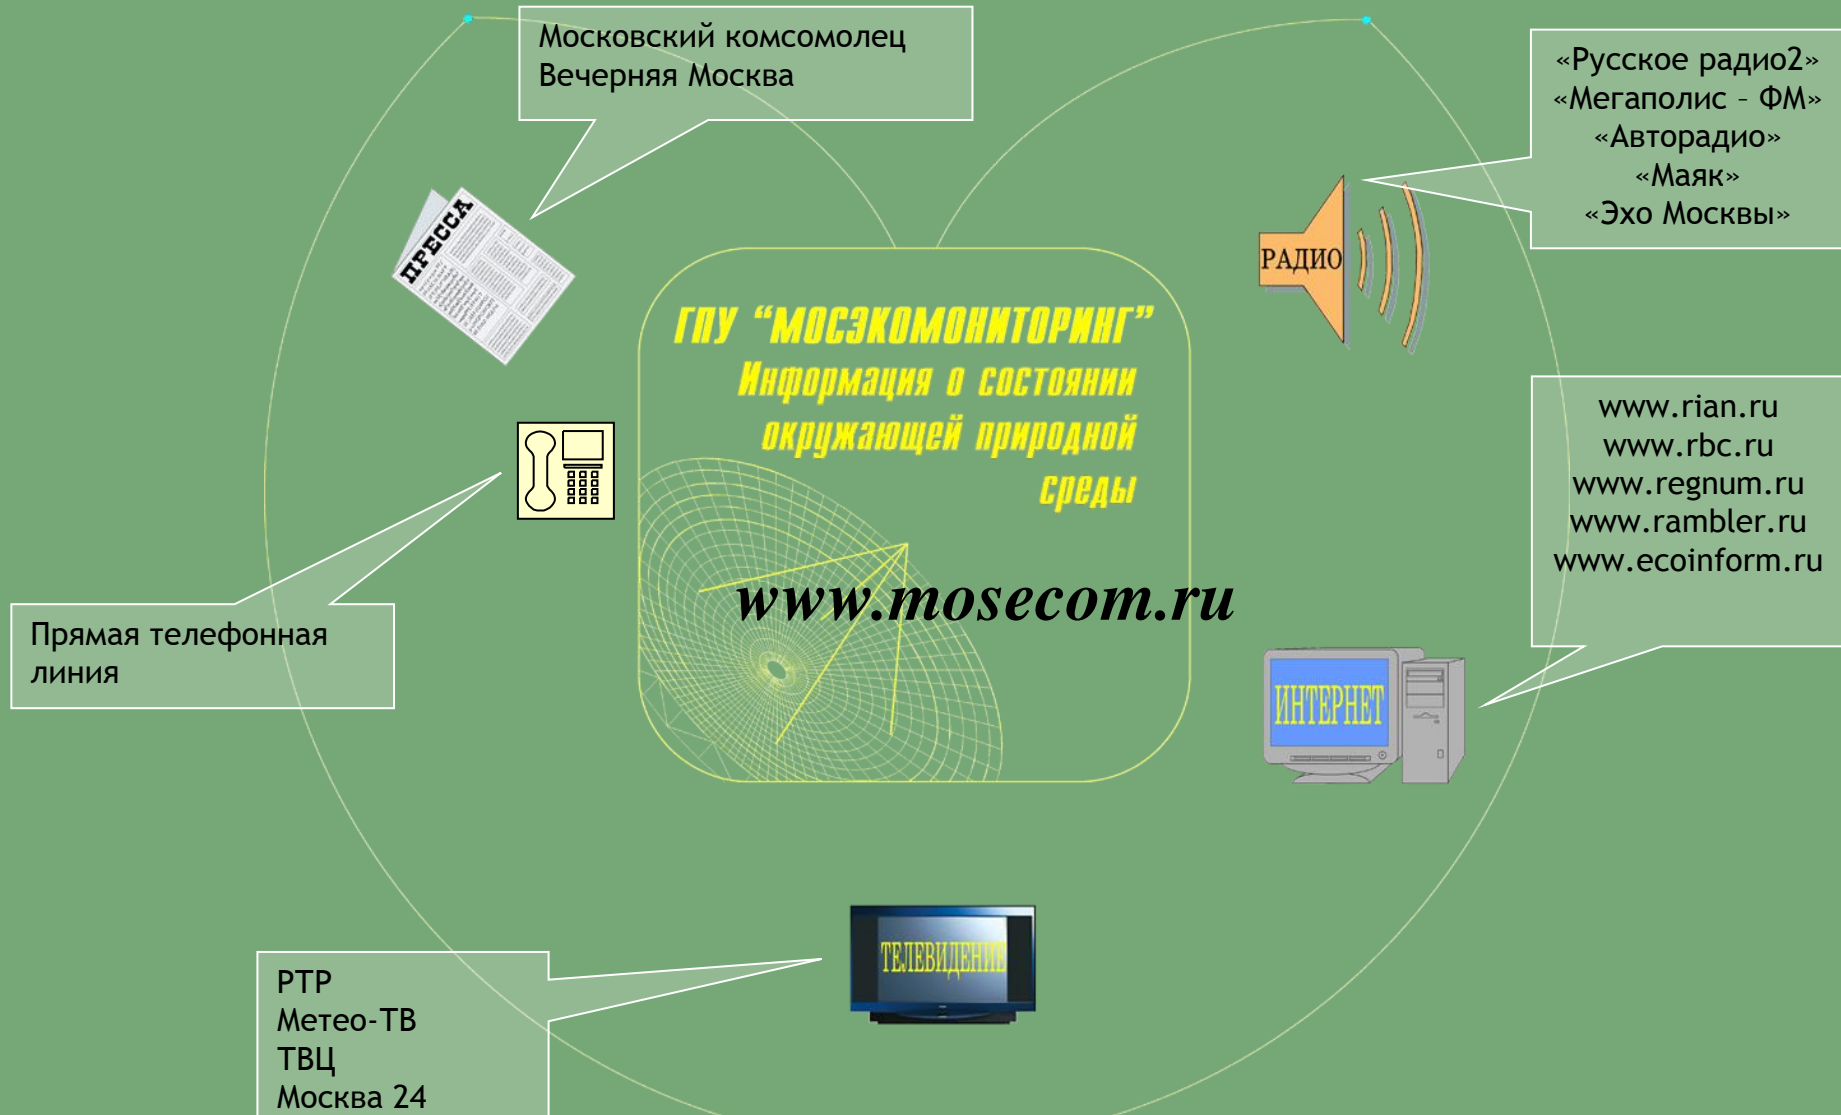 Московский комсомолец
Вечерняя Москва
«Русское радио2»
«Мегаполис – ФМ»
«Авторадио»
«Маяк»
«Эхо Москвы»
ПРЕССА
РАДИО
ГПУ “МОСЭКОМОНИТОРИНГ”
Информация о состоянии
окружающей природной
среды
www.mosecom.ru
www.rian.ru
www.rbc.ru
www.regnum.ru
www.rambler.ru
www.ecoinform.ru
Прямая телефонная
линия
ИНТЕРНЕТ
ТЕЛЕВИДЕНИЕ
РТР
Метео-ТВ
ТВЦ
Москва 24